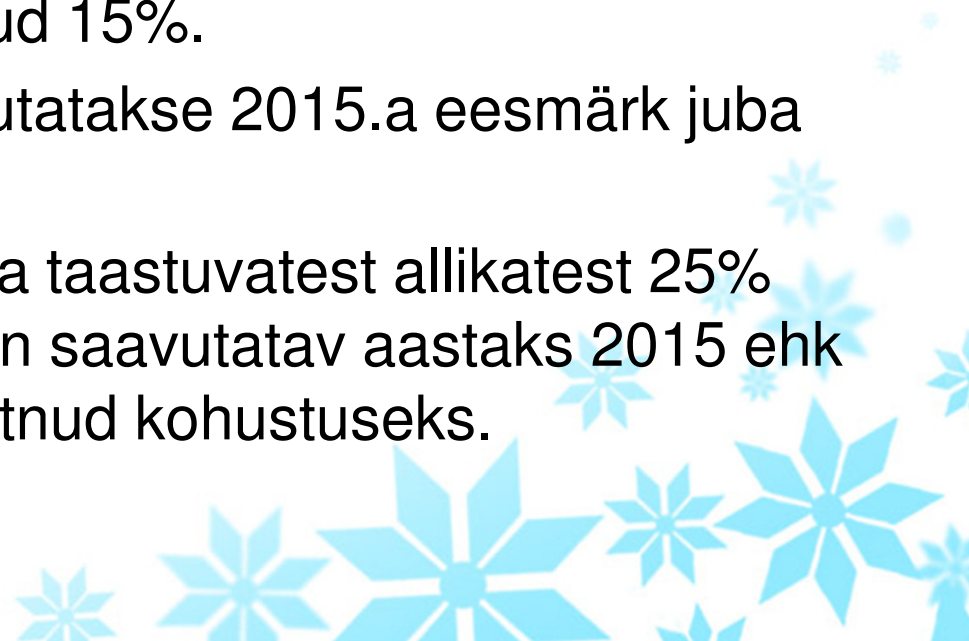 ud 15%.
utatakse 2015.a eesmärk juba
a taastuvatest allikatest 25%
n saavutatav aastaks 2015 ehk
tnud kohustuseks.